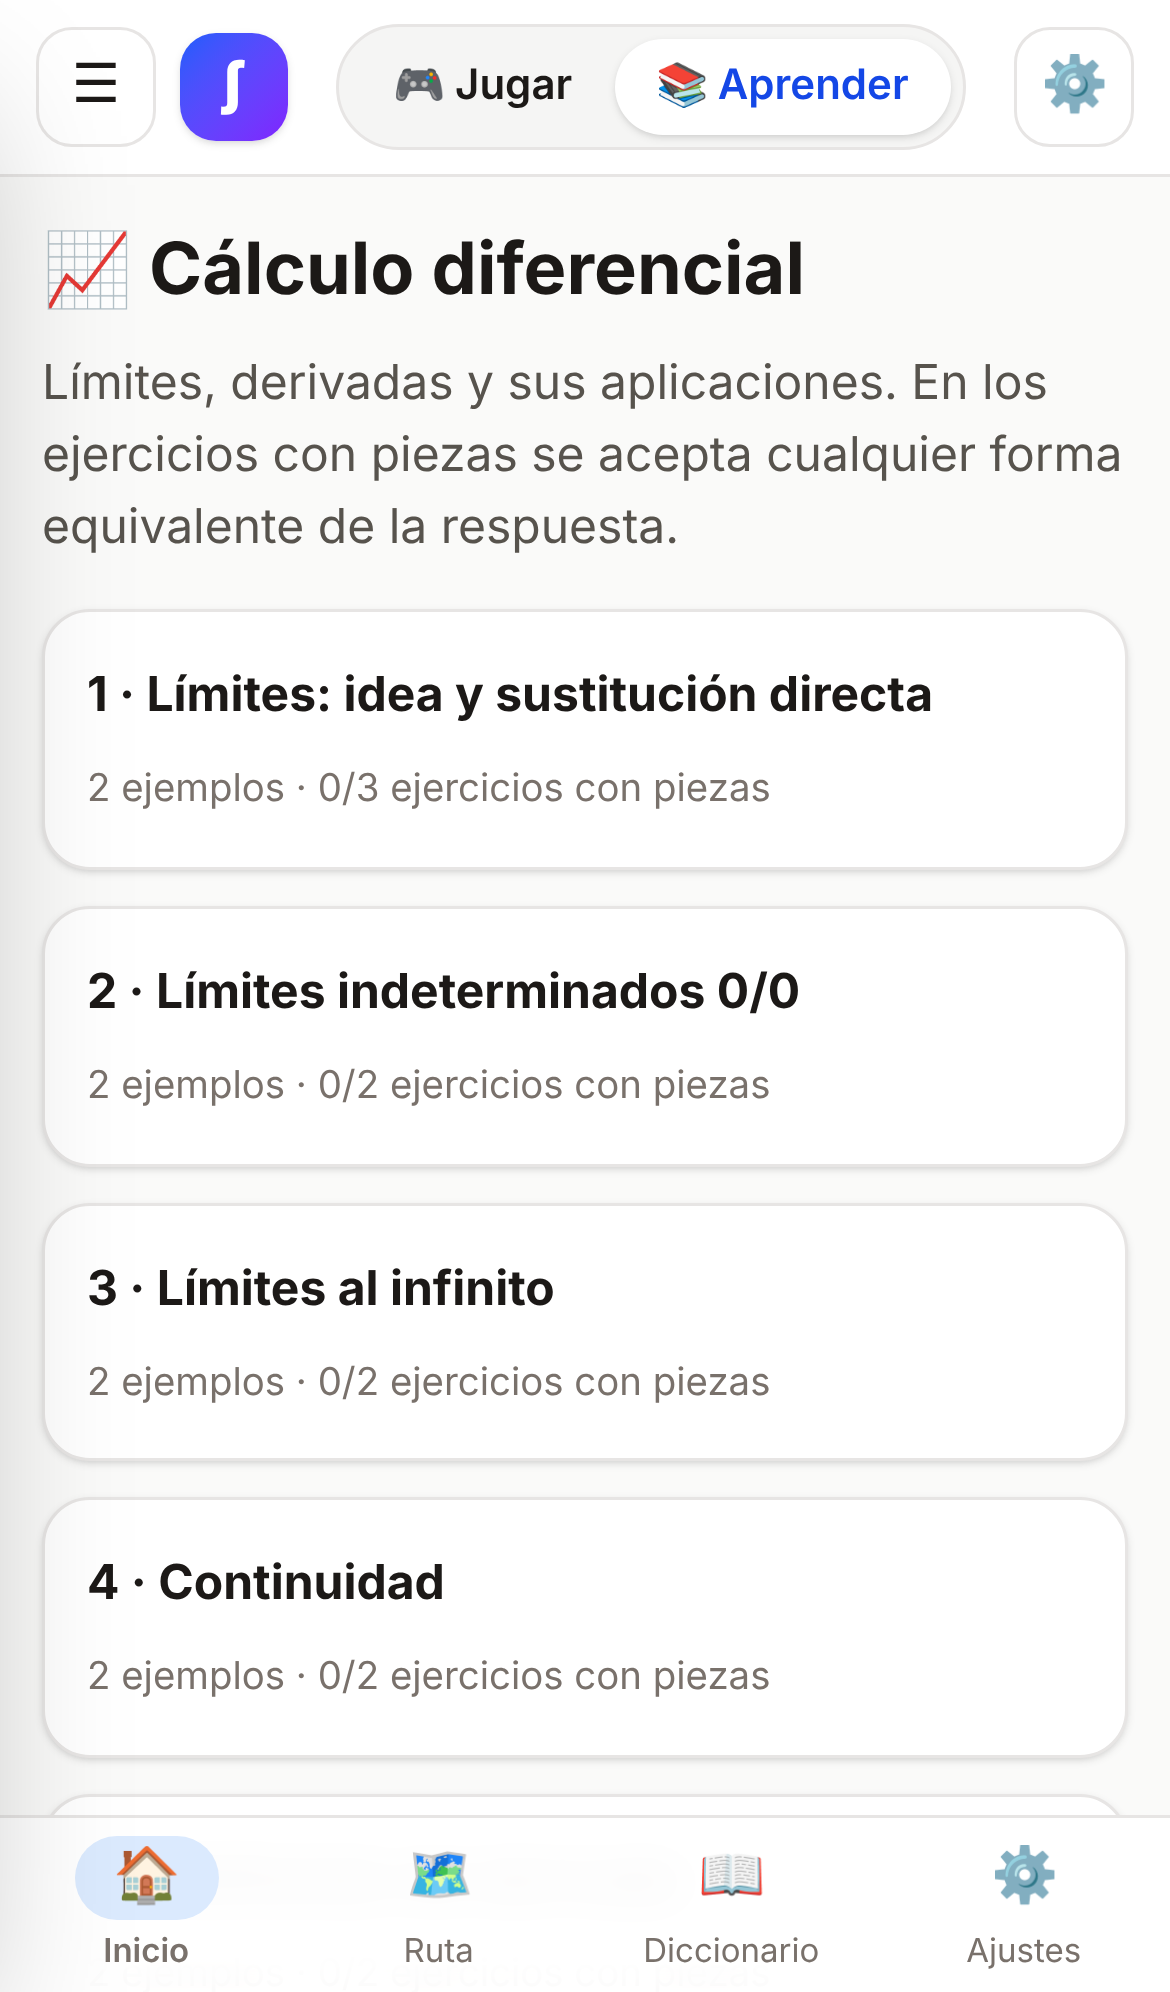 ☰ ∫ 🎮 Jugar 📚 Aprender ⚙️
📈 Cálculo diferencial
Límites, derivadas y sus aplicaciones. En los
ejercicios con piezas se acepta cualquier forma
equivalente de la respuesta.
1 · Límites: idea y sustitución directa
2 ejemplos · 0/3 ejercicios con piezas
2 · Límites indeterminados 0/0
2 ejemplos · 0/2 ejercicios con piezas
3 · Límites al infinito
2 ejemplos · 0/2 ejercicios con piezas
4 · Continuidad
2 ejemplos · 0/2 ejercicios con piezas
Inicio Ruta Diccionario Ajustes